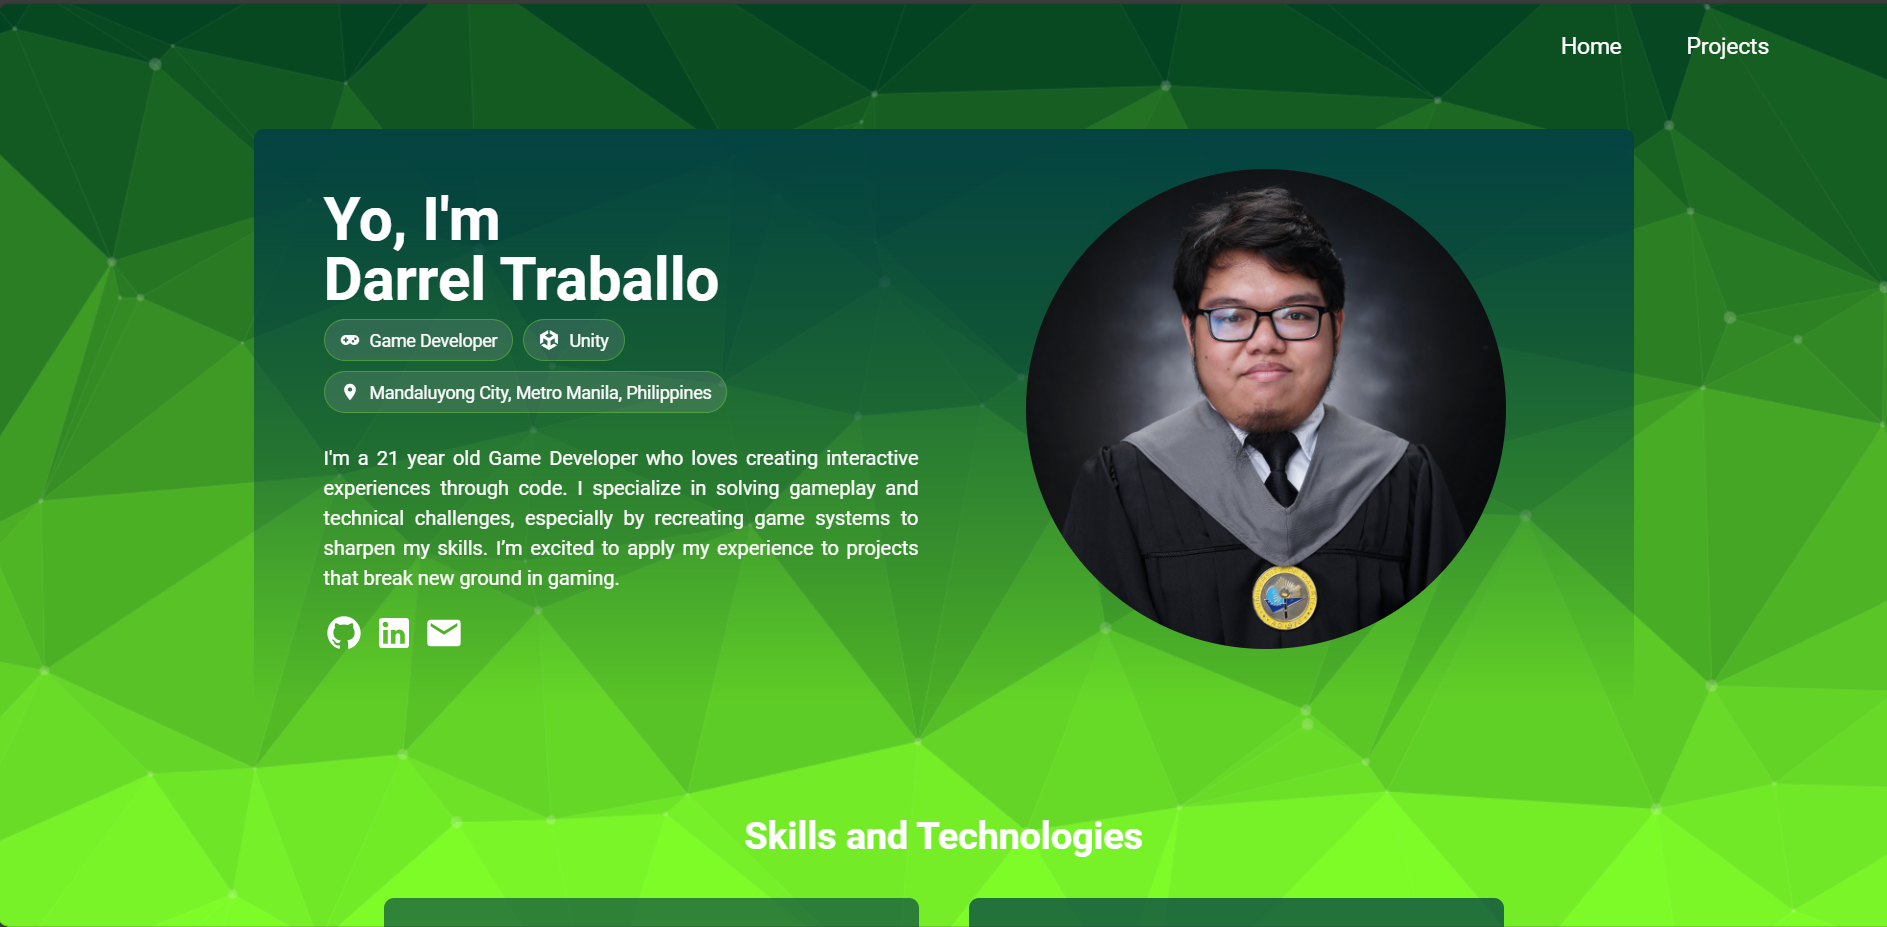 Home
Projects
Yo, I'm
Darrel Traballo
Game Developer
Unity
Mandaluyong City, Metro Manila, Philippines
I'm a 21 year old Game Developer who loves creating interactive
experiences through code. I specialize in solving gameplay and
technical challenges, especially by recreating game systems to
sharpen my skills. I’m excited to apply my experience to projects
that break new ground in gaming.
in
Skills and Technologies